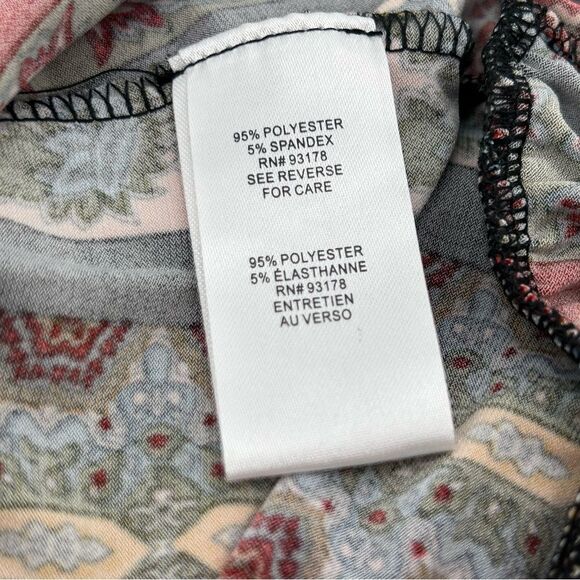 95% POLYESTER
5% SPANDEX
RN# 93178
SEE REVERSE
FOR CARE
95% POLYESTER
5% ÉLASTHANNE
RN# 93178
ENTRETIEN
AU VERSO